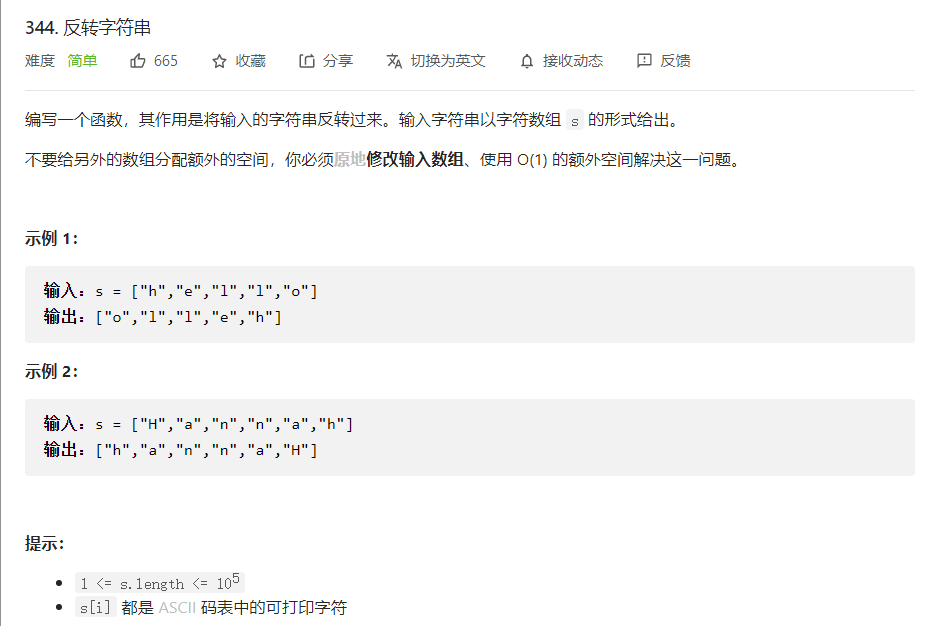 344. 反转字符串
难度 简单 665 收藏 分享 切换为英文 接收动态 反馈
编写一个函数，其作用是将输入的字符串反转过来。输入字符串以字符数组 s 的形式给出。
不要给另外的数组分配额外的空间，你必须原地修改输入数组、使用 O(1) 的额外空间解决这一问题。
示例 1：
输入：s = ["h","e","l","l","o"]
输出：["o","l","l","e","h"]
示例 2：
输入：s = ["H","a","n","n","a","h"]
输出：["h","a","n","n","a","H"]
提示：
1 <= s.length <= 10⁵
s[i] 都是 ASCII 码表中的可打印字符